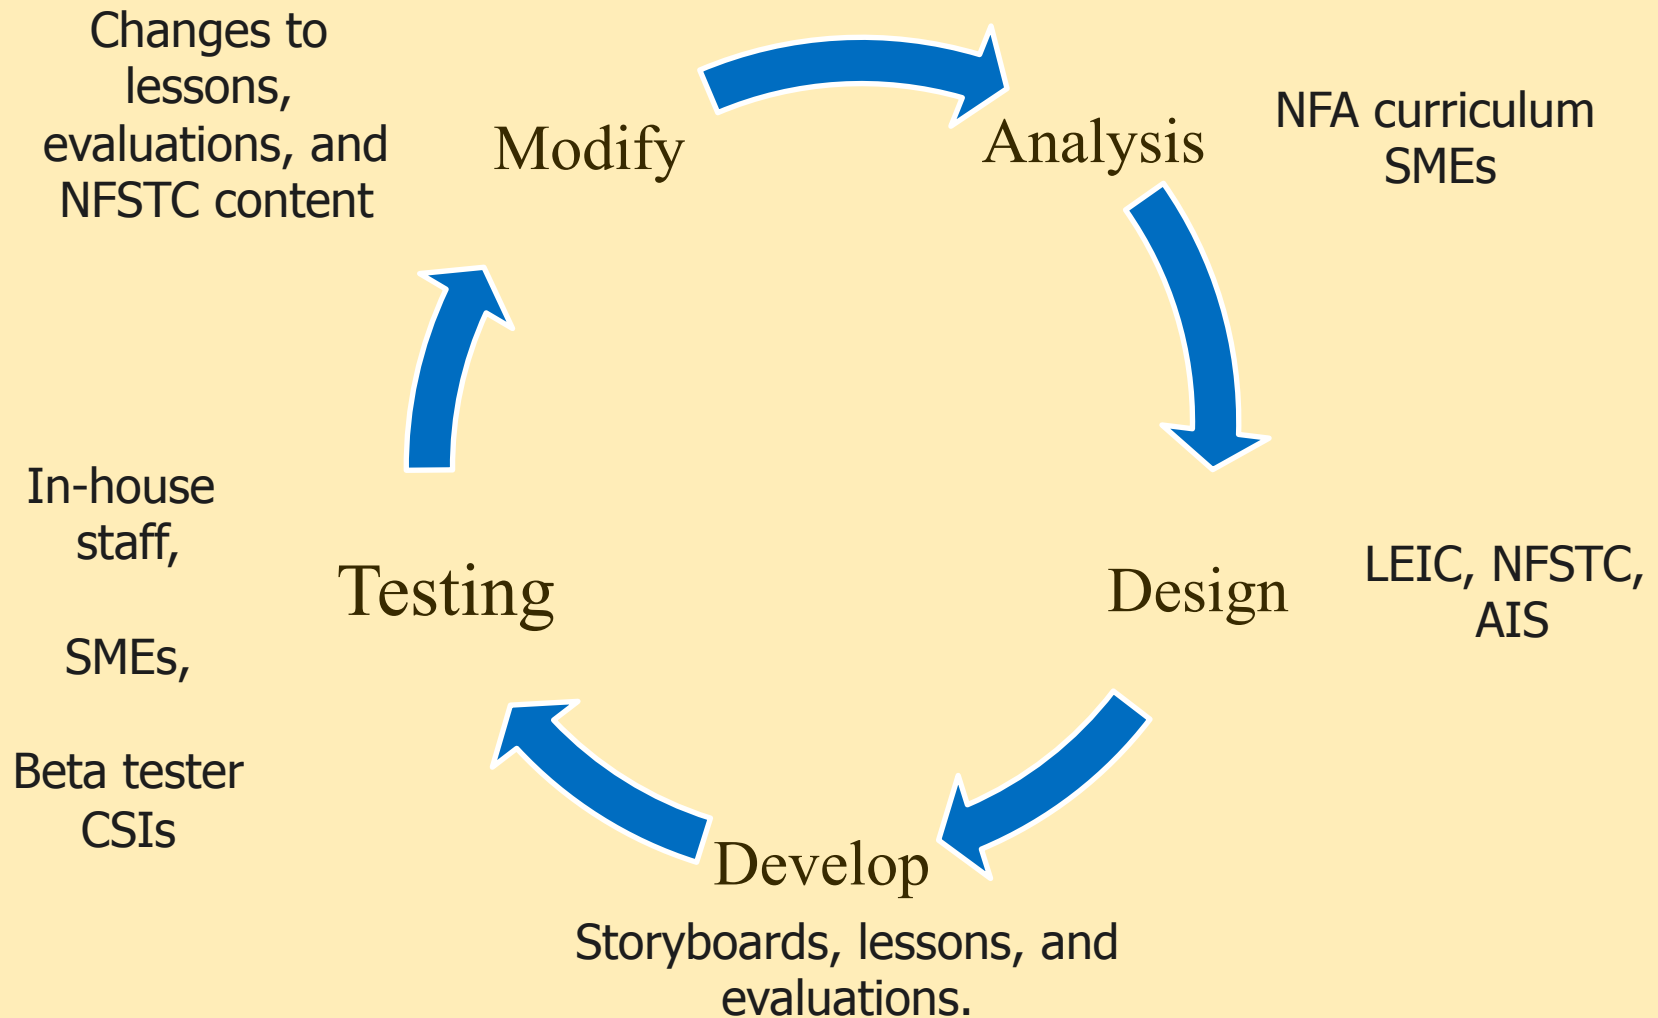 Changes to
lessons,
evaluations, and
NFSTC content
Modify
Analysis
NFA curriculum
SMEs
In-house
staff,
SMEs,
Beta tester
CSIs
Testing
Design
LEIC, NFSTC,
AIS
Develop
Storyboards, lessons, and
evaluations.